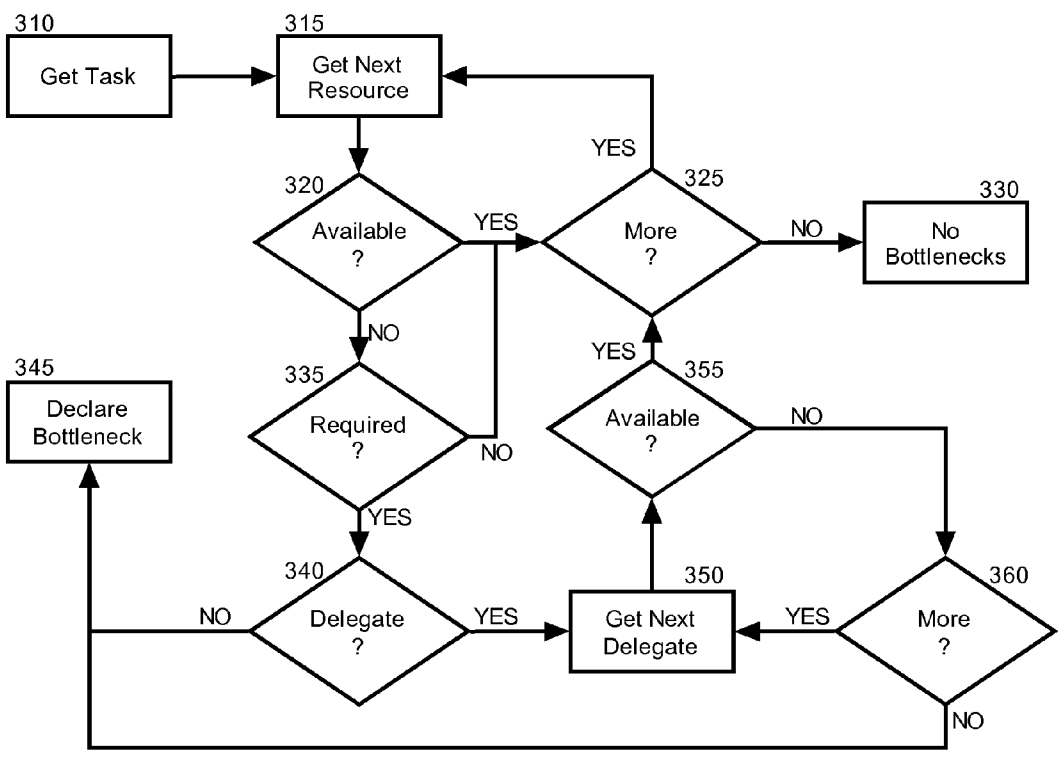 310
Get Task
315
Get Next
Resource
YES
320
Available
?
YES
325
More
?
NO
330
No
Bottlenecks
NO
345
Declare
Bottleneck
335
Required
?
NO
YES
355
Available
?
NO
YES
340
Delegate
?
NO
YES
350
Get Next
Delegate
YES
360
More
?
NO